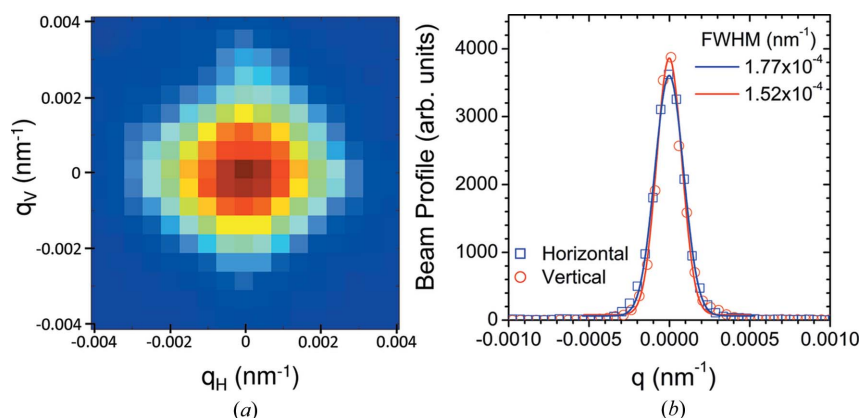 0.004
0.002
0
-0.002
-0.004
q_V (nm⁻¹)
-0.004 -0.002 0 0.002 0.004
q_H (nm⁻¹)
(a)
4000
3000
2000
1000
0
Beam Profile (arb. units)
FWHM (nm⁻¹)
1.77x10⁻⁴
1.52x10⁻⁴
Horizontal
Vertical
-0.0010 -0.0005 0.0000 0.0005 0.0010
q (nm⁻¹)
(b)